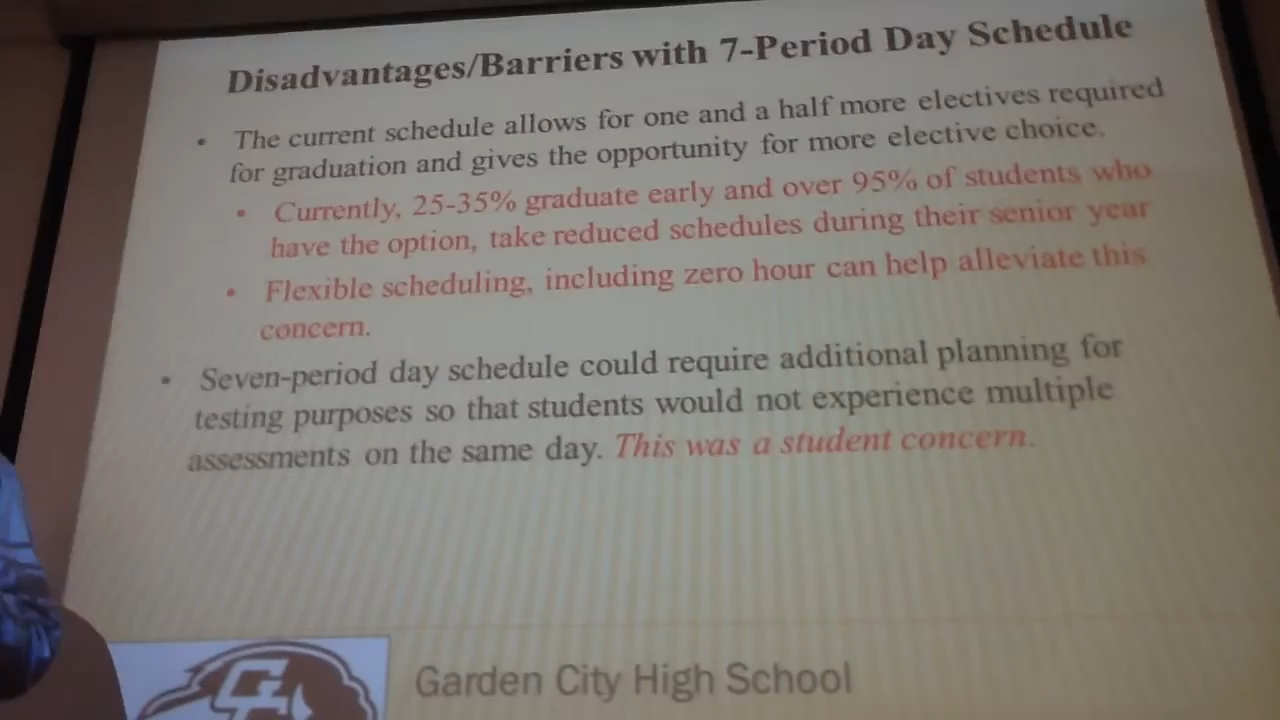 Disadvantages/Barriers with 7-Period Day Schedule
• The current schedule allows for one and a half more electives required
for graduation and gives the opportunity for more elective choice.
• Currently, 25-35% graduate early and over 95% of students who
have the option, take reduced schedules during their senior year
• Flexible scheduling, including zero hour can help alleviate this
concern.
• Seven-period day schedule could require additional planning for
testing purposes so that students would not experience multiple
assessments on the same day. This was a student concern.
Garden City High School
GC